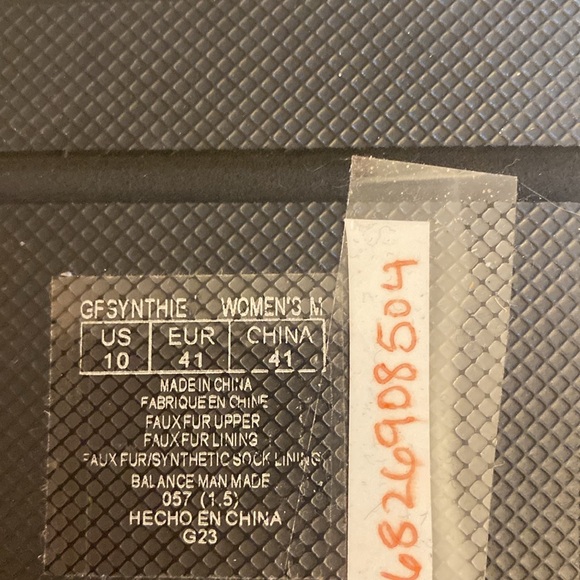 GFSYNTHIE WOMEN'S M
US EUR CHINA
10 41 41
MADE IN CHINA
FABRIQUE EN CHINE
FAUX FUR UPPER
FAUX FUR LINING
FAUX FUR/SYNTHETIC SOCK LINING
BALANCE MAN MADE
057 (1.5)
HECHO EN CHINA
G23
6826908504